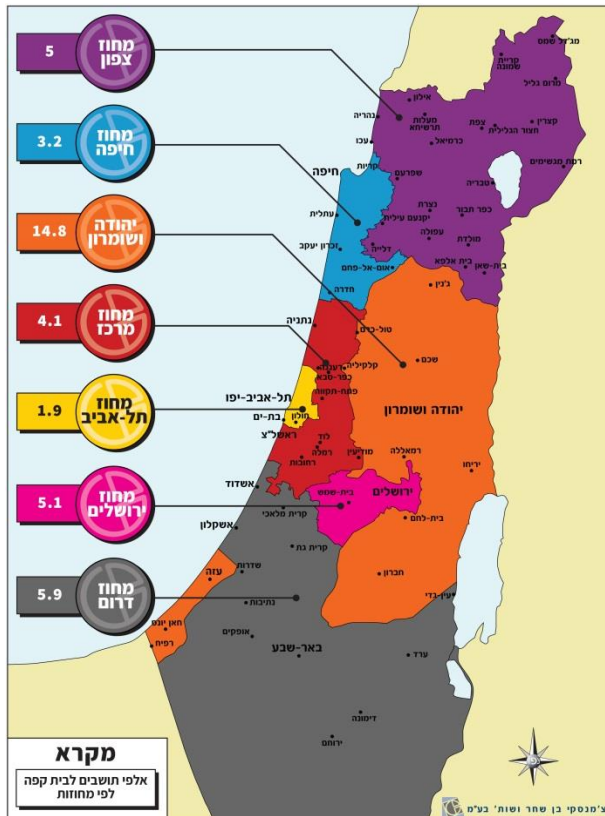 5
מחוז
צפון
3.2
מחוז
חיפה
14.8
יהודה
ושומרון
4.1
מחוז
מרכז
1.9
מחוז
תל-אביב
5.1
מחוז
ירושלים
5.9
מחוז
דרום
מג'דל שמס
קריית
שמונה
מרום גליל
אילון
נהריה
מעלות
תרשיחא
צפת
חצור הגלילית
קצרין
עכו
כרמיאל
קריות
חיפה
שפרעם
טבריה
רמת מגשימים
עתלית
נצרת
יקנעם עילית
כפר תבור
עפולה
זכרון יעקב
דלייה
מולדת
אום-אל-פחם
בית אלפא
בית-שאן
חדרה
ג'נין
נתניה
טול-כרם
שכם
רעננה
קלקיליה
כפר-סבא
תל-אביב-יפו
פתח-תקווה
יהודה ושומרון
בת-ים
חולון
ראשל"צ
לוד
רמלה
רחובות
מודיעין
רמאללה
יריחו
אשדוד
ירושלים
בית-שמש
קרית מלאכי
בית-לחם
אשקלון
קרית גת
שדרות
עזה
חברון
נתיבות
עין-גדי
חאן יונס
אופקים
רפיח
באר-שבע
ערד
דימונה
ירוחם
מקרא
אלפי תושבים לבית קפה
לפי מחוזות
צ'מנסקי בן שחר ושות' בע"מ